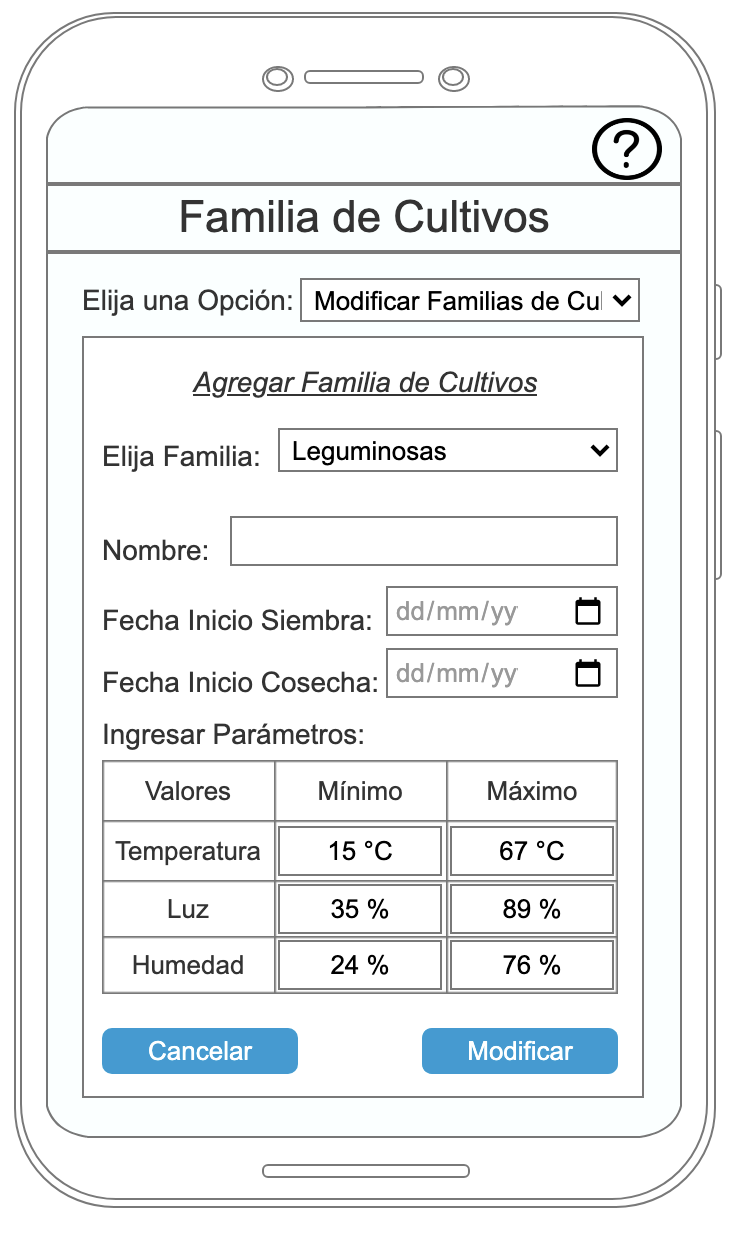 ?
Familia de Cultivos
Elija una Opción: Modificar Familias de Cul
Agregar Familia de Cultivos
Elija Familia: Leguminosas
Nombre:
Fecha Inicio Siembra: dd/mm/yy
Fecha Inicio Cosecha: dd/mm/yy
Ingresar Parámetros:
Valores Mínimo Máximo
Temperatura 15 °C 67 °C
Luz 35 % 89 %
Humedad 24 % 76 %
Cancelar Modificar